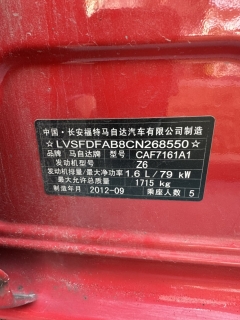 中国·长安福特马自达汽车有限公司制造
☆LVSFDFAB8CN268550☆
品牌 马自达牌 型号 CAF7161A1
发动机型号 Z6
发动机排量/最大净功率 1.6 L/79 kW
最大允许总质量 1715 kg
制造年月 2012-09 乘座人数 5